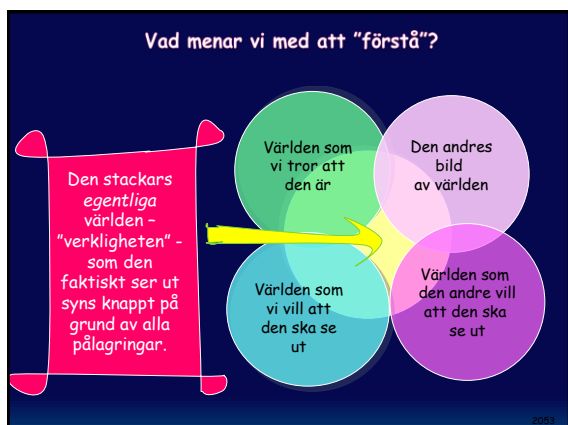 Vad menar vi med att ”förstå”?
Den stackars
egentliga
världen –
”verkligheten” -
som den
faktiskt ser ut
syns knappt på
grund av alla
pålagringar.
Världen som
vi tror att
den är
Den andres
bild
av världen
Världen som
vi vill att
den ska se
ut
Världen som
den andre vill
att den ska
se ut
2053